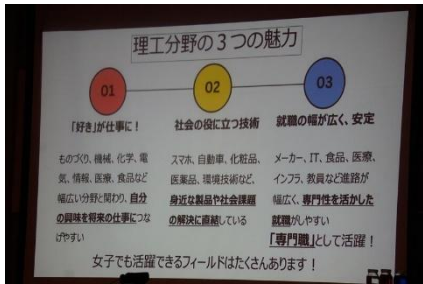 理工分野の３つの魅力
01
02
03
「好き」が仕事に！
社会の役に立つ技術
就職の幅が広く、安定
ものづくり、機械、化学、電
気、情報、医療、食品など
幅広い分野と関わり、自分
の興味を将来の仕事につな
げやすい
スマホ、自動車、化粧品、
医薬品、環境技術など、
身近な製品や社会課題
の解決に直結している
メーカー、IT、食品、医療、
インフラ、教員など進路が
幅広く、専門性を活かした
就職がしやすい
「専門職」として活躍！
女子でも活躍できるフィールドはたくさんあります！